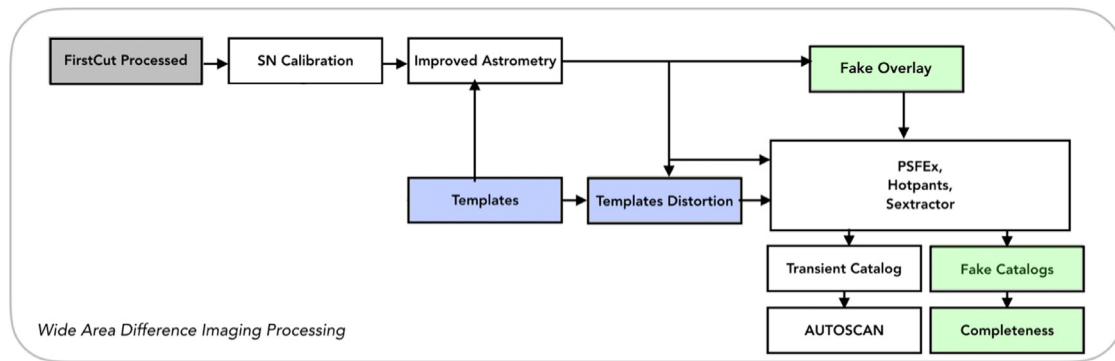 FirstCut Processed
SN Calibration
Improved Astrometry
Fake Overlay
PSFEx,
Hotpants,
Sextractor
Templates
Templates Distortion
Transient Catalog
Fake Catalogs
AUTOSCAN
Completeness
Wide Area Difference Imaging Processing